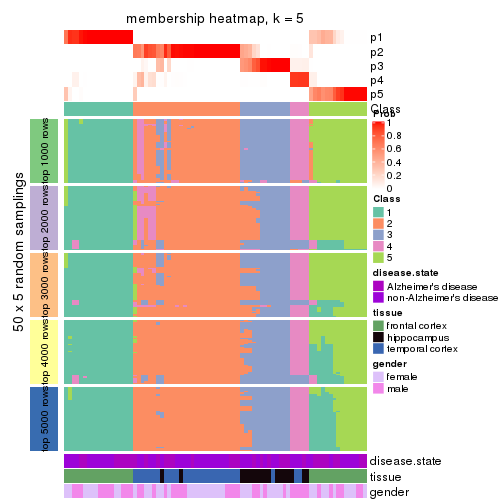 membership heatmap, k = 5
p1
p2
p3
p4
p5
Class
50 x 5 random samplings
top 1000 rows
top 2000 rows
top 3000 rows
top 4000 rows
top 5000 rows
disease.state
tissue
gender
Prob
1
0.8
0.6
0.4
0.2
0
Class
1
2
3
4
5
disease.state
Alzheimer's disease
non-Alzheimer's disease
tissue
frontal cortex
hippocampus
temporal cortex
gender
female
male